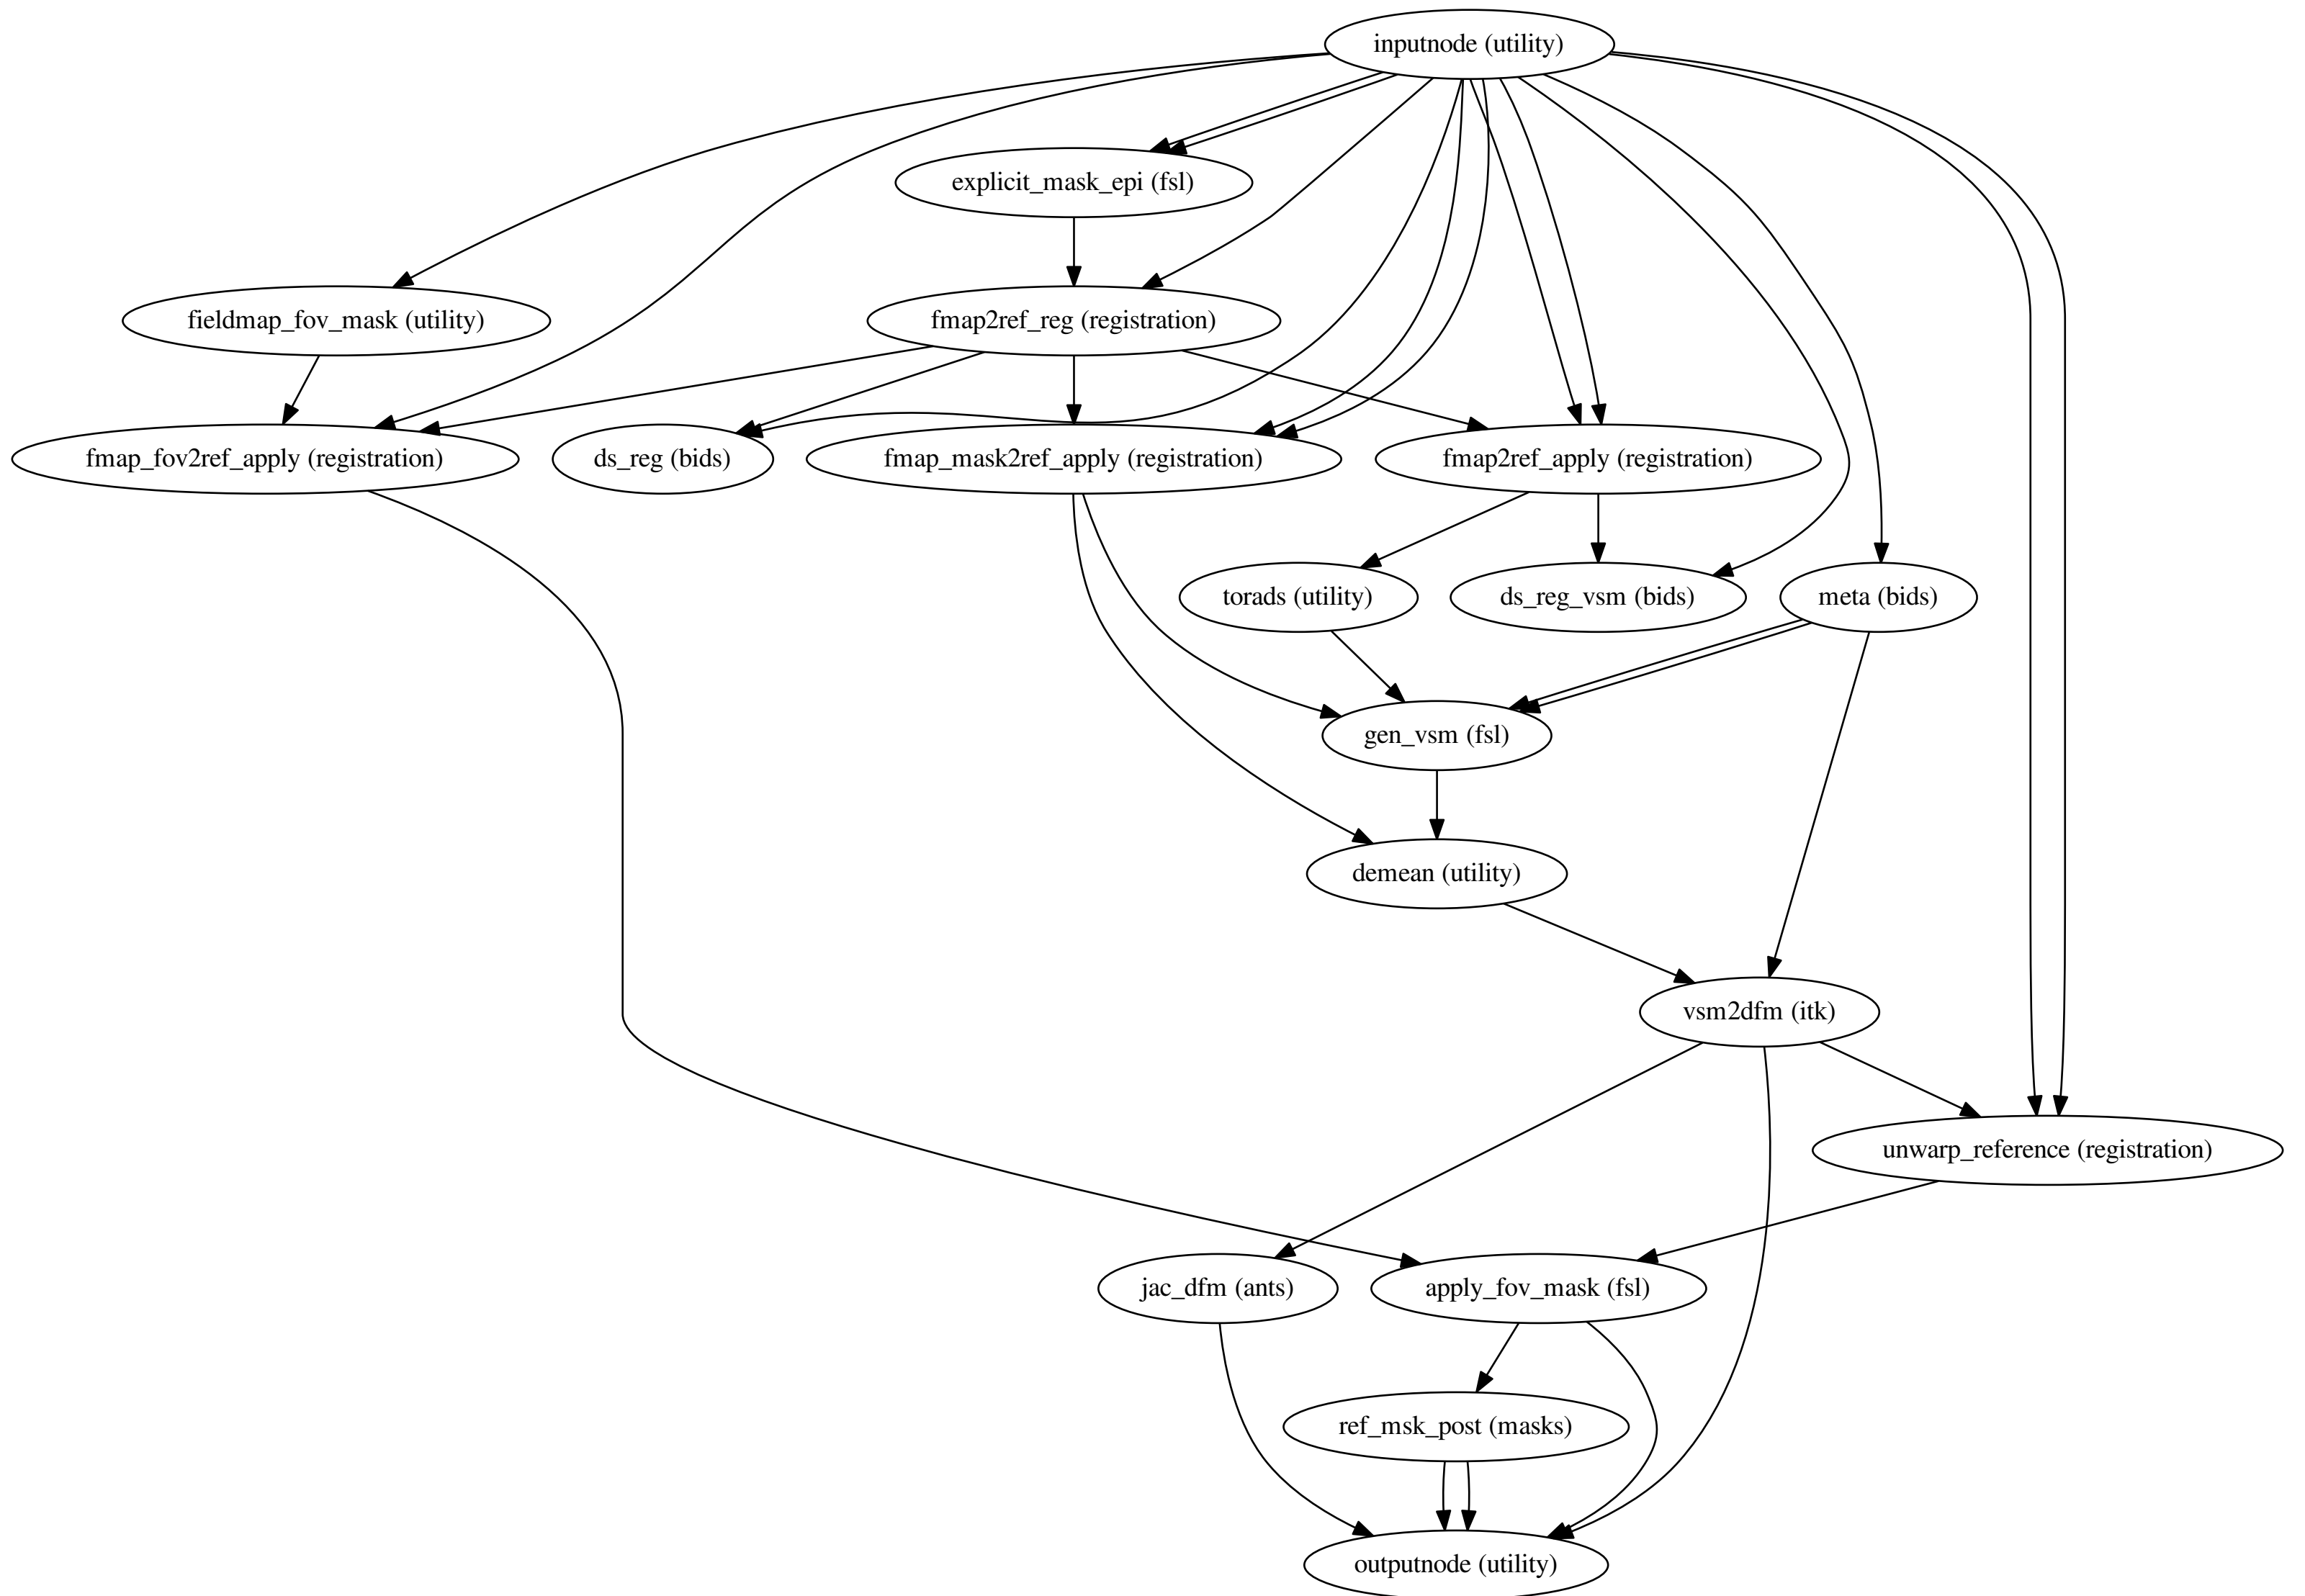 inputnode (utility)
explicit_mask_epi (fsl)
fieldmap_fov_mask (utility)
fmap2ref_reg (registration)
fmap_fov2ref_apply (registration)
ds_reg (bids)
fmap_mask2ref_apply (registration)
fmap2ref_apply (registration)
torads (utility)
ds_reg_vsm (bids)
meta (bids)
gen_vsm (fsl)
demean (utility)
vsm2dfm (itk)
unwarp_reference (registration)
jac_dfm (ants)
apply_fov_mask (fsl)
ref_msk_post (masks)
outputnode (utility)